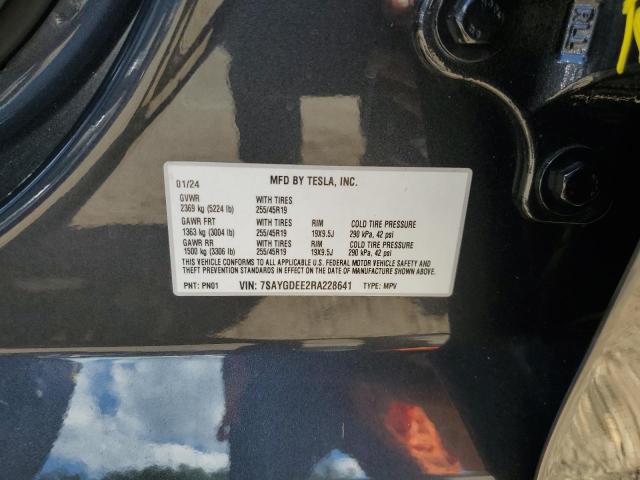 01/24 MFD BY TESLA, INC.
GVWR WITH TIRES
2369 kg (5224 lb) 255/45R19
GAWR FRT WITH TIRES RIM COLD TIRE PRESSURE
1363 kg (3004 lb) 255/45R19 19X9.5J 290 kPa, 42 psi
GAWR RR WITH TIRES RIM COLD TIRE PRESSURE
1500 kg (3306 lb) 255/45R19 19X9.5J 290 kPa, 42 psi
THIS VEHICLE CONFORMS TO ALL APPLICABLE U.S. FEDERAL MOTOR VEHICLE SAFETY AND
THEFT PREVENTION STANDARDS IN EFFECT ON THE DATE OF MANUFACTURE SHOWN ABOVE.
PNT: PN01 VIN: 7SAYGDEE2RA228641 TYPE: MPV